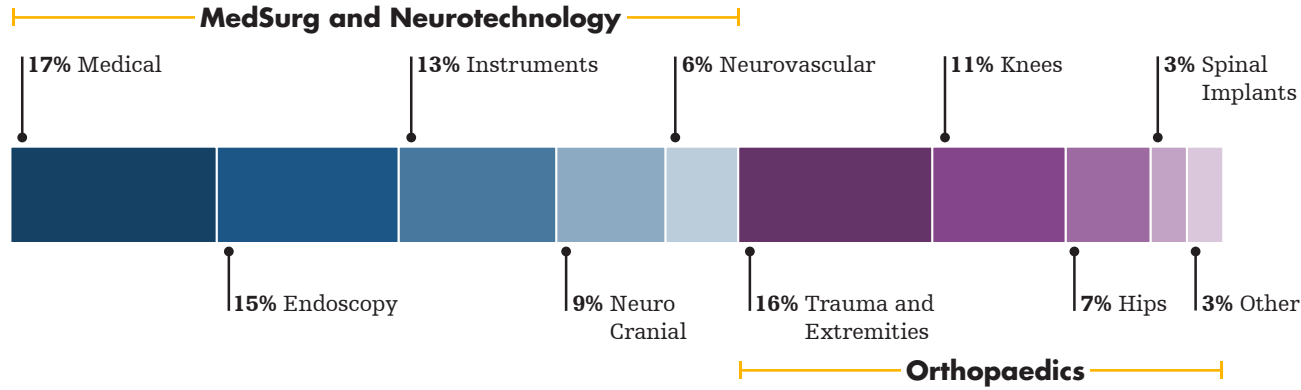 MedSurg and Neurotechnology
17% Medical
13% Instruments
6% Neurovascular
11% Knees
3% Spinal
Implants
15% Endoscopy
9% Neuro
Cranial
16% Trauma and
Extremities
7% Hips
3% Other
Orthopaedics